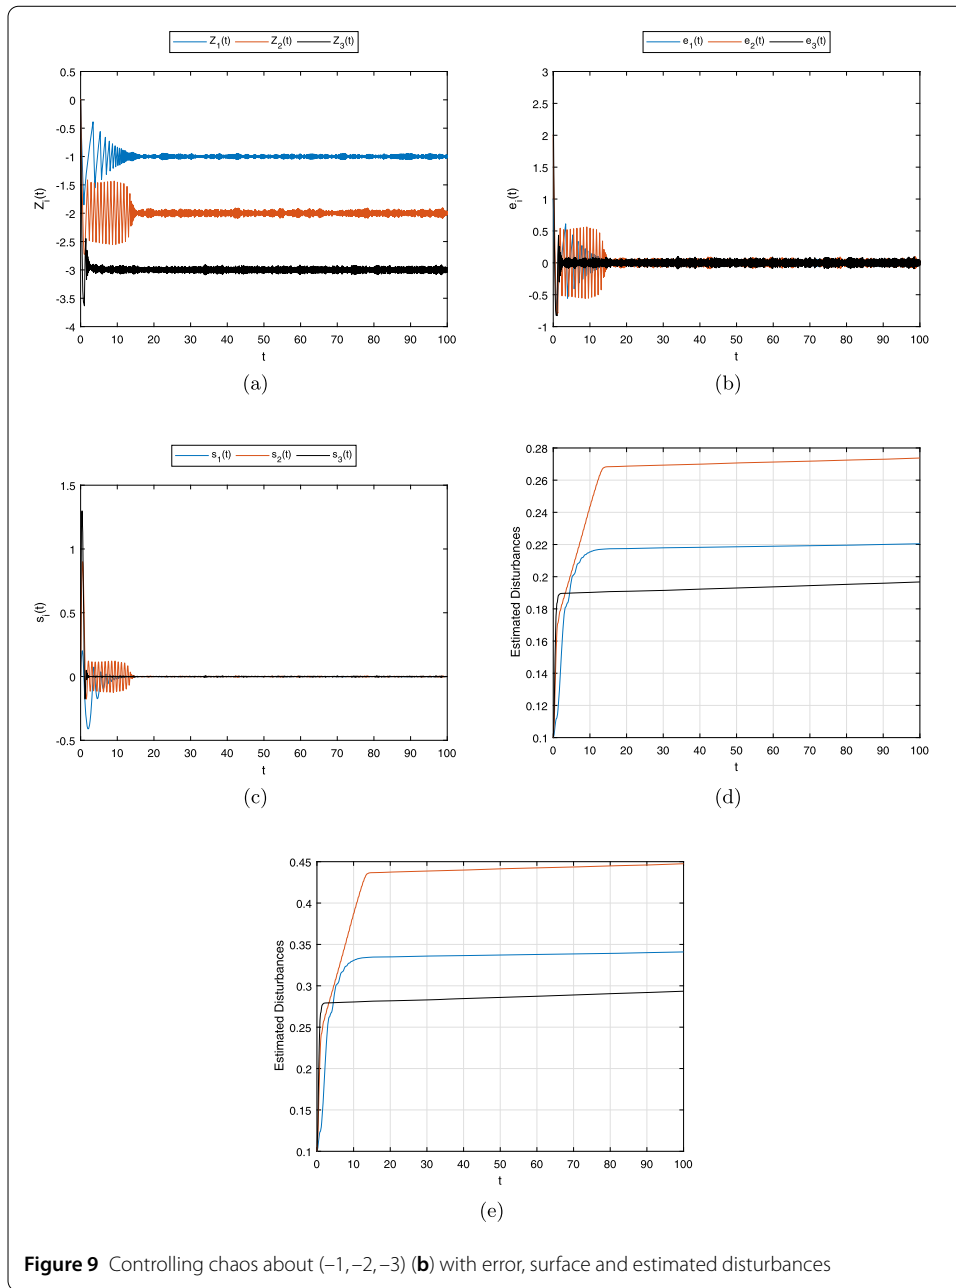 Z1(t) Z2(t) Z3(t)
0.5
0
-0.5
-1
-1.5
-2
-2.5
-3
-3.5
-4
Zi(t)
0 10 20 30 40 50 60 70 80 90 100
t
(a)
e1(t) e2(t) e3(t)
3
2.5
2
1.5
1
0.5
0
-0.5
-1
ei(t)
0 10 20 30 40 50 60 70 80 90 100
t
(b)
s1(t) s2(t) s3(t)
1.5
1
0.5
0
-0.5
si(t)
0 10 20 30 40 50 60 70 80 90 100
t
(c)
0.28
0.26
0.24
0.22
0.2
0.18
0.16
0.14
0.12
0.1
Estimated Disturbances
0 10 20 30 40 50 60 70 80 90 100
t
(d)
0.45
0.4
0.35
0.3
0.25
0.2
0.15
0.1
Estimated Disturbances
0 10 20 30 40 50 60 70 80 90 100
t
(e)
Figure 9 Controlling chaos about (–1,–2,–3) (b) with error, surface and estimated disturbances